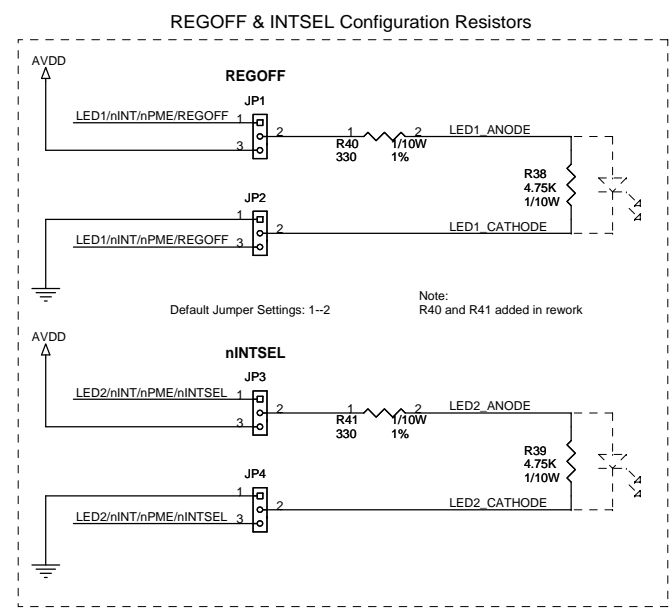 REGOFF & INTSEL Configuration Resistors
AVDD
REGOFF
JP1
LED1/nINT/nPME/REGOFF 1
2
3
1 2
R40 1/10W
330 1%
LED1_ANODE
R38
4.75K
1/10W
JP2
1
2
LED1_CATHODE
LED1/nINT/nPME/REGOFF 3
Default Jumper Settings: 1--2
Note:
R40 and R41 added in rework
AVDD
nINTSEL
JP3
LED2/nINT/nPME/nINTSEL 1
2
3
1 2
R41 1/10W
330 1%
LED2_ANODE
R39
4.75K
1/10W
JP4
1
2
LED2_CATHODE
LED2/nINT/nPME/nINTSEL 3